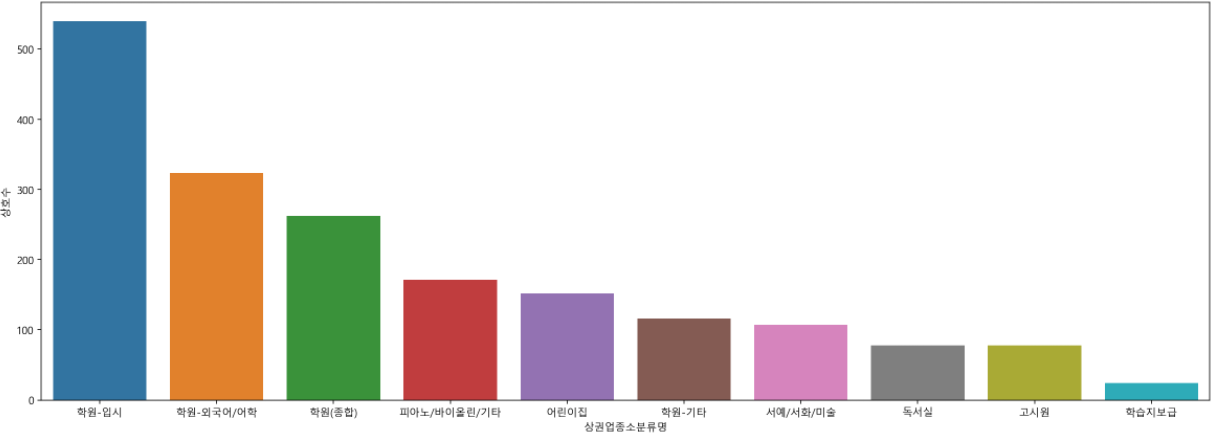 500
400
300
200
100
0
상호수
학원-입시
학원-외국어/어학
학원(종합)
피아노/바이올린/기타
어린이집
학원-기타
서예/서화/미술
독서실
고시원
학습지보급
상권업종소분류명